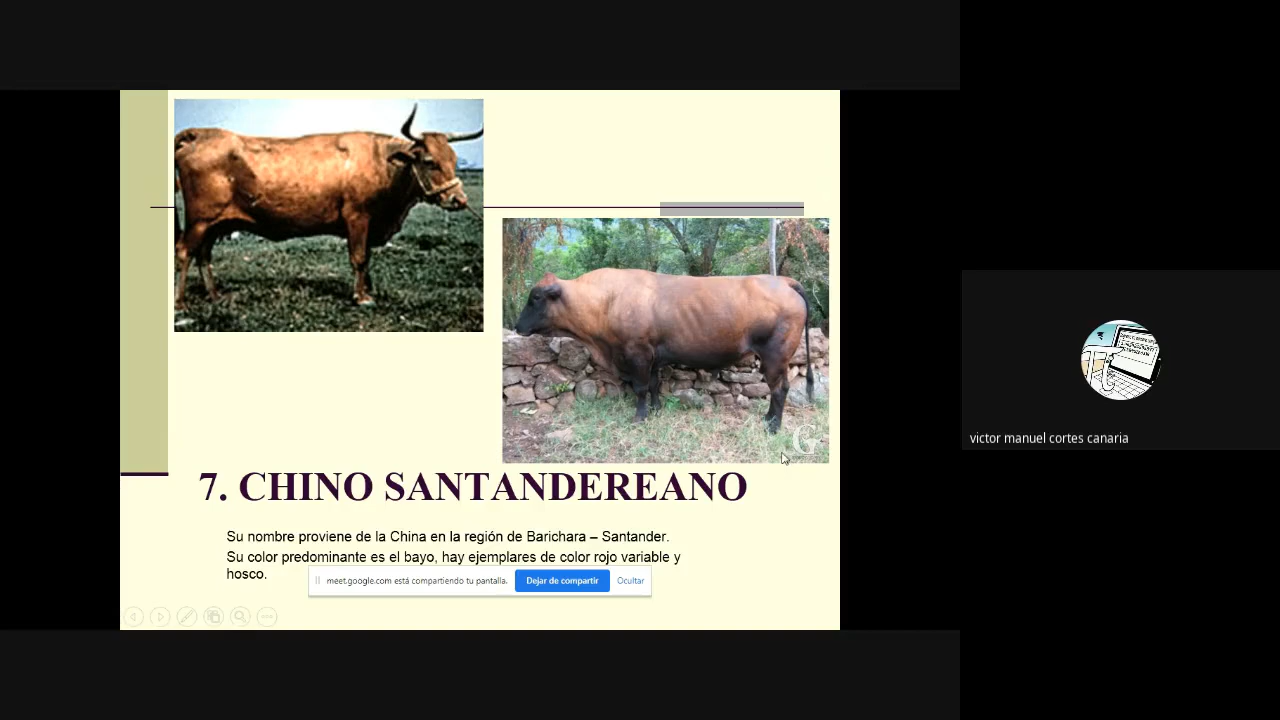 7. CHINO SANTANDEREANO
Su nombre proviene de la China en la región de Barichara – Santander.
Su color predominante es el bayo, hay ejemplares de color rojo variable y
hosco.
meet.google.com está compartiendo tu pantalla.
Dejar de compartir
Ocultar
victor manuel cortes canaria